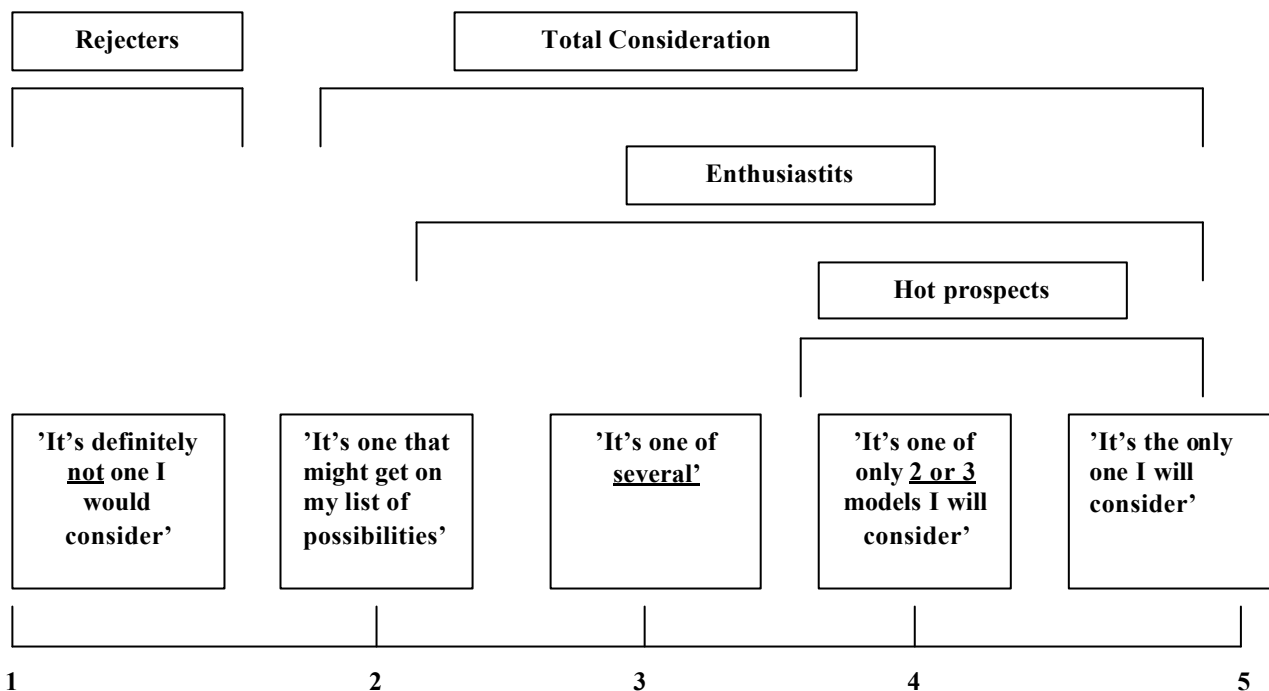 Rejecters
Total Consideration
Enthusiastits
Hot prospects
’It’s definitely
not one I
would
consider’
’It’s one that
might get on
my list of
possibilities’
’It’s one of
several’
’It’s one of
only 2 or 3
models I will
consider’
’It’s the only
one I will
consider’
1
2
3
4
5